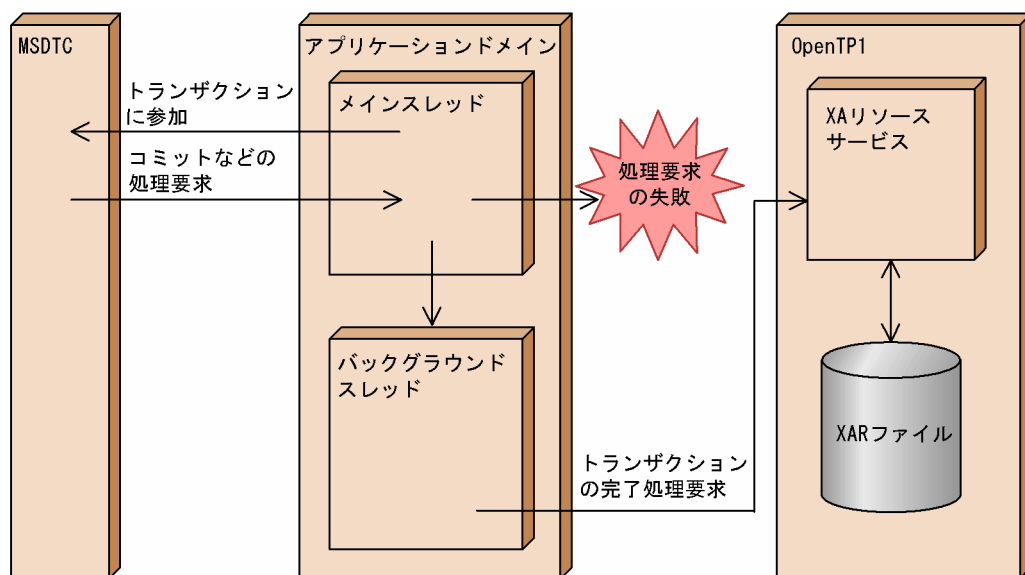 MSDTC
アプリケーションドメイン
OpenTP1
トランザクション
に参加
メインスレッド
XAリソース
サービス
コミットなどの
処理要求
処理要求
の失敗
バックグラウンド
スレッド
XARファイル
トランザクション
の完了処理要求